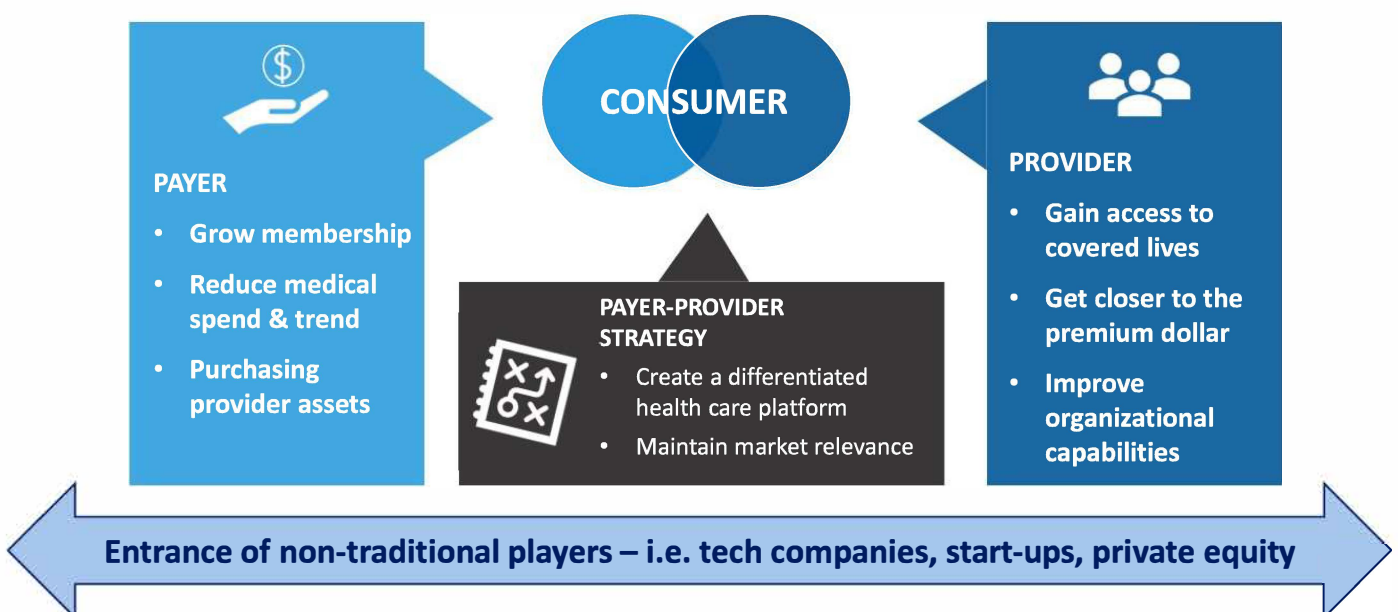 CONSUMER
PAYER
• Grow membership
• Reduce medical
spend & trend
• Purchasing
provider assets
PAYER-PROVIDER
STRATEGY
• Create a differentiated
health care platform
• Maintain market relevance
PROVIDER
• Gain access to
covered lives
• Get closer to the
premium dollar
• Improve
organizational
capabilities
Entrance of non-traditional players – i.e. tech companies, start-ups, private equity